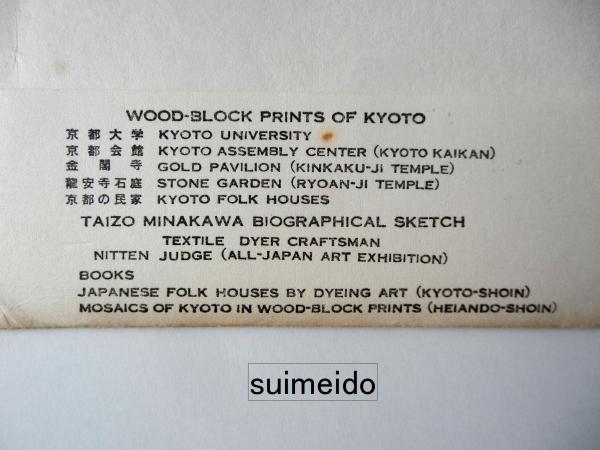 WOOD-BLOCK PRINTS OF KYOTO
京都大学 KYOTO UNIVERSITY
京都会館 KYOTO ASSEMBLY CENTER (KYOTO KAIKAN)
金閣寺 GOLD PAVILION (KINKAKU-JI TEMPLE)
龍安寺石庭 STONE GARDEN (RYOAN-JI TEMPLE)
京都の民家 KYOTO FOLK HOUSES
TAIZO MINAKAWA BIOGRAPHICAL SKETCH
TEXTILE DYER CRAFTSMAN
NITTEN JUDGE (ALL-JAPAN ART EXHIBITION)
BOOKS
JAPANESE FOLK HOUSES BY DYEING ART (KYOTO-SHOIN)
MOSAICS OF KYOTO IN WOOD-BLOCK PRINTS (HEIANDO-SHOIN)
suimeido